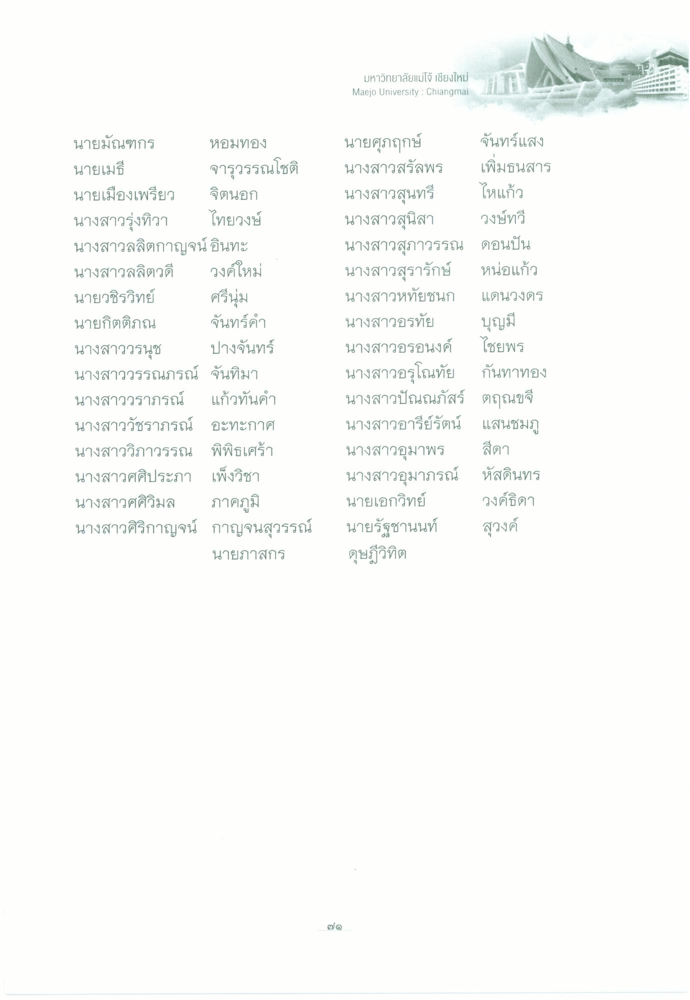 มหาวิทยาลัยแม่โจ้ เชียงใหม่
Maejo University : Chiangmai
นายมัณฑกร หอมทอง นายศุภฤกษ์ จันทร์แสง
นายเมธี จารุวรรณโชติ นางสาวสรัลพร เพิ่มธนสาร
นายเมืองเพรียว จิตนอก นางสาวสุนทรี ไหแก้ว
นางสาวรุ่งทิวา ไทยวงษ์ นางสาวสุนิสา วงษ์ทวี
นางสาวลลิตกาญจน์ อินทะ นางสาวสุภาวรรณ ดอนปัน
นางสาวลลิตวดี วงค์ใหม่ นางสาวสุรารักษ์ หน่อแก้ว
นายวชิรวิทย์ ศรีนุ่ม นางสาวหทัยชนก แดนวงดร
นายกิตติภณ จันทร์คำ นางสาวอรทัย บุญมี
นางสาววรนุช ปางจันทร์ นางสาวอรอนงค์ ไชยพร
นางสาววรรณภรณ์ จันทิมา นางสาวอรุโณทัย กันทาทอง
นางสาววราภรณ์ แก้วทันคำ นางสาวปัณณภัสร์ ตฤณขจี
นางสาววัชราภรณ์ อะทะกาศ นางสาวอารีย์รัตน์ แสนชมภู
นางสาววิภาวรรณ พิพิธเศร้า นางสาวอุมาพร สีดา
นางสาวศศิประภา เพ็งวิชา นางสาวอุมาภรณ์ หัสดินทร
นางสาวศศิวิมล ภาคภูมิ นายเอกวิทย์ วงค์ธิดา
นางสาวศิริกาญจน์ กาญจนสุวรรณ์ นายรัฐชานนท์ สุวงค์
นายภาสกร ดุษฎีวิทิต
๗๑